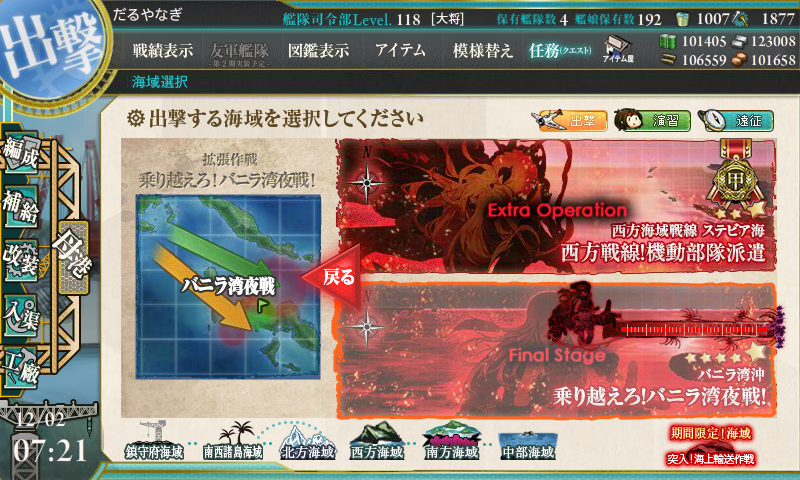 出撃
だるやなぎ
艦隊司令部Level. 118 [大将]
保有艦隊数 4 艦娘保有数 192
1007 1877
戦績表示 友軍艦隊 図鑑表示 アイテム 模様替え 任務(クエスト) アイテム屋
第2期実装予定
101405 123008
106559 101658
海域選択
出撃する海域を選択してください
出撃 演習 遠征
編成
補給
改装
入渠
工廠
母港
拡張作戦
乗り越えろ!バニラ湾夜戦!
バニラ湾夜戦
戻る
N
甲
Extra Operation
西方海域戦線 ステビア海
西方戦線!機動部隊派遣
N
Final Stage
バニラ湾沖
乗り越えろ!バニラ湾夜戦!
12/02
07:21
鎮守府海域 南西諸島海域 北方海域 西方海域 南方海域 中部海域
期間限定!海域
突入!海上輸送作戦